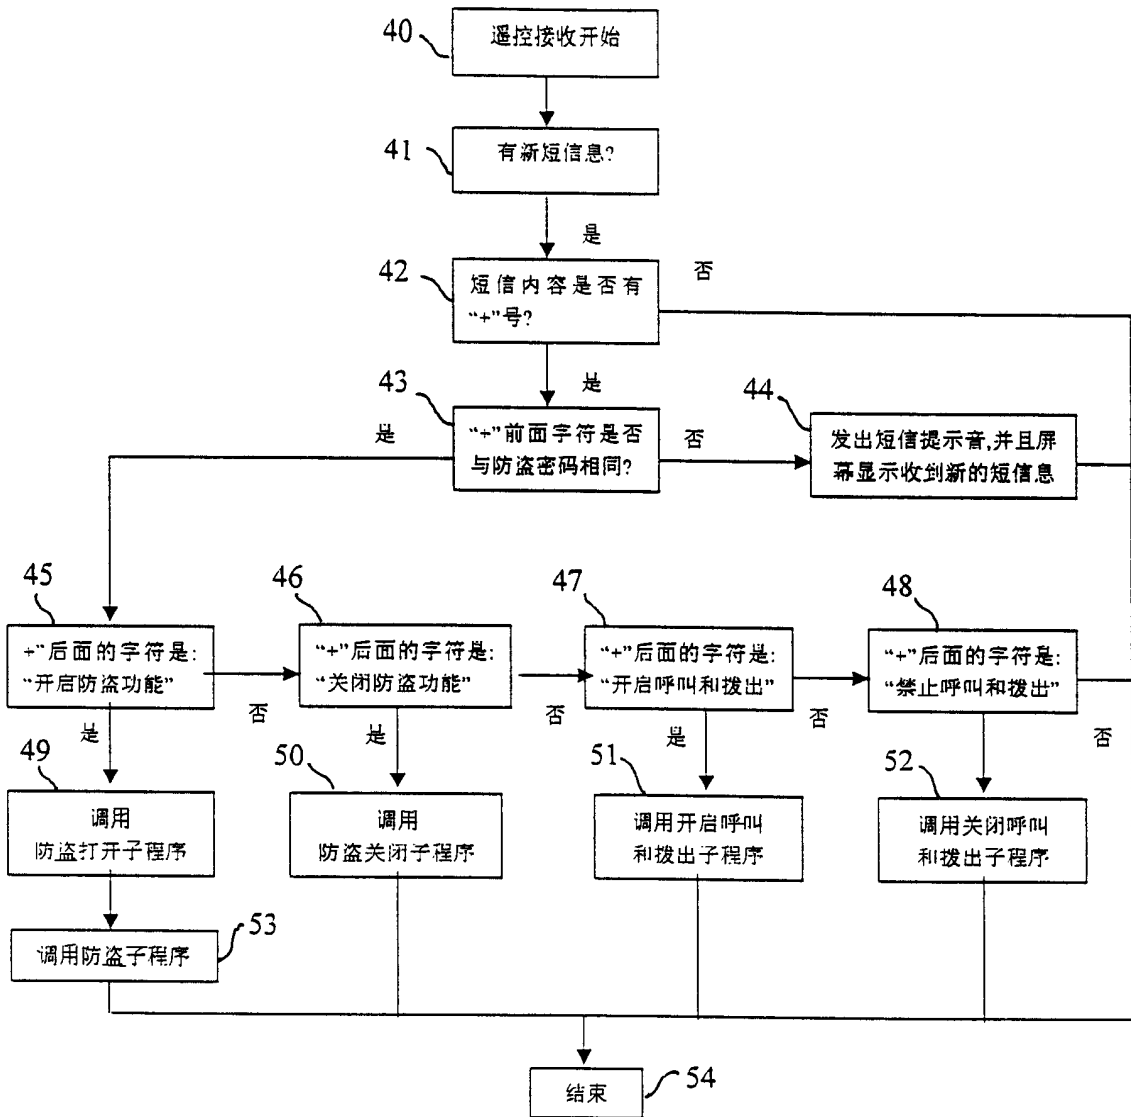 40
遥控接收开始
41
有新短信息?
是
42
短信内容是否有
“+”号?
否
是
43
“+”前面字符是否
与防盗密码相同?
是
否
44
发出短信提示音,并且屏
幕显示收到新的短信息
45
+”后面的字符是:
“开启防盗功能”
46
“+”后面的字符是:
“关闭防盗功能”
47
“+”后面的字符是:
“开启呼叫和拨出”
48
“+”后面的字符是:
“禁止呼叫和拨出”
是
否
是
否
是
否
否
49
调用
防盗打开子程序
50
调用
防盗关闭子程序
51
调用开启呼叫
和拨出子程序
52
调用关闭呼叫
和拨出子程序
调用防盗子程序
53
结束
54